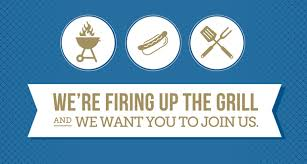 WE'RE FIRING UP THE GRILL
AND WE WANT YOU TO JOIN US.